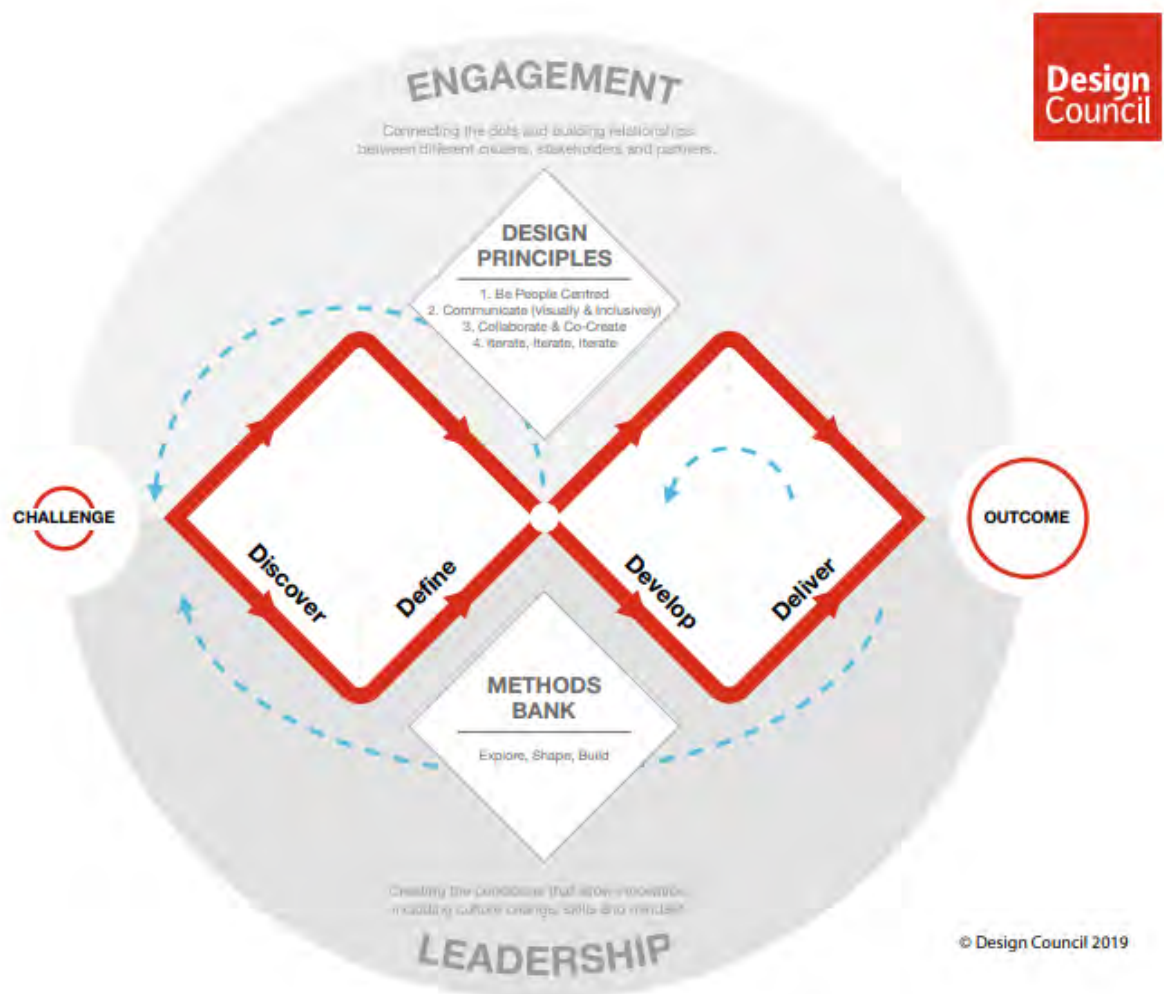 Design
Council
ENGAGEMENT
Connecting the dots and building relationships
between different citizens, stakeholders and partners.
DESIGN
PRINCIPLES
1. Be People Centred
2. Communicate (Visually & Inclusively)
3. Collaborate & Co-Create
4. Iterate, Iterate, Iterate
CHALLENGE
OUTCOME
Discover
Define
Develop
Deliver
METHODS
BANK
Explore, Shape, Build
Creating the conditions that allow innovation,
including culture change, skills and mindset.
LEADERSHIP
© Design Council 2019